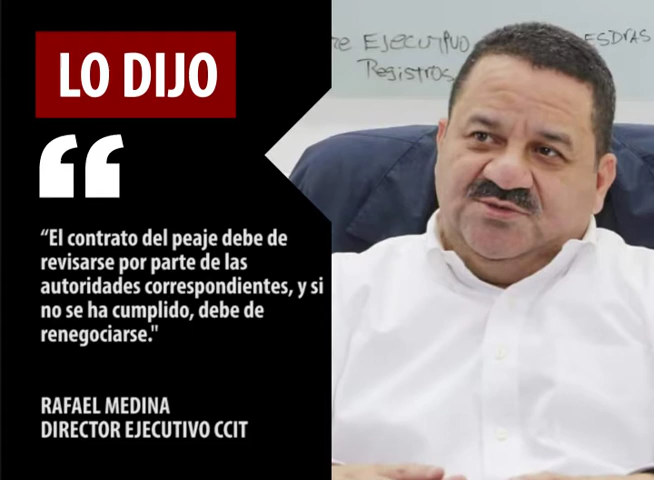 LO DIJO
“El contrato del peaje debe de
revisarse por parte de las
autoridades correspondientes, y si
no se ha cumplido, debe de
renegociarse."
RAFAEL MEDINA
DIRECTOR EJECUTIVO CCIT
EJECUTIVO ESDRAS
Registros